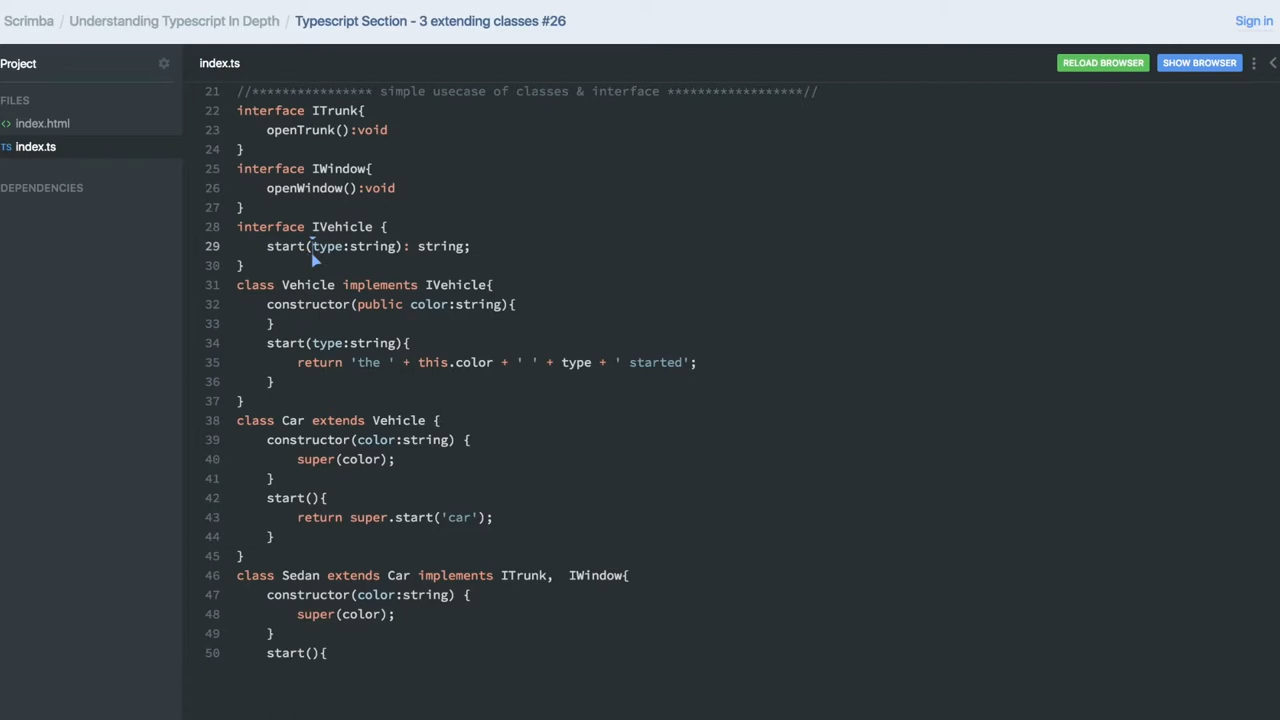 Scrimba / Understanding Typescript In Depth / Typescript Section - 3 extending classes #26
Sign in
Project
index.ts
RELOAD BROWSER
SHOW BROWSER
FILES
<> index.html
TS index.ts
DEPENDENCIES
21 //**************** simple usecase of classes & interface ******************//
22 interface ITrunk{
23     openTrunk():void
24 }
25 interface IWindow{
26     openWindow():void
27 }
28 interface IVehicle {
29     start(type:string): string;
30 }
31 class Vehicle implements IVehicle{
32     constructor(public color:string){
33     }
34     start(type:string){
35         return 'the ' + this.color + ' ' + type + ' started';
36     }
37 }
38 class Car extends Vehicle {
39     constructor(color:string) {
40         super(color);
41     }
42     start(){
43         return super.start('car');
44     }
45 }
46 class Sedan extends Car implements ITrunk,  IWindow{
47     constructor(color:string) {
48         super(color);
49     }
50     start(){